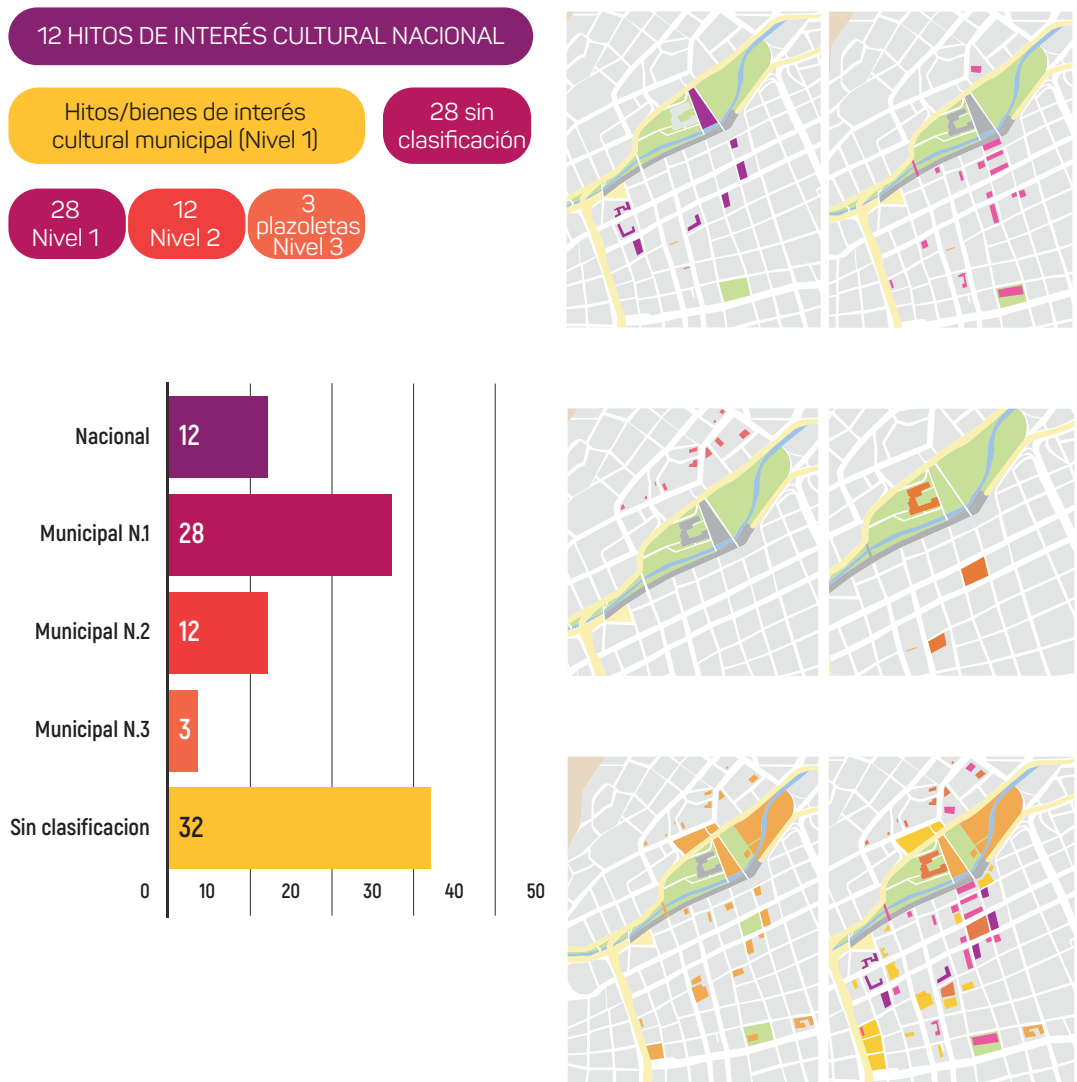 12 HITOS DE INTERÉS CULTURAL NACIONAL
Hitos/bienes de interés
cultural municipal (Nivel 1)
28 sin
clasificación
28
Nivel 1
12
Nivel 2
3
plazoletas
Nivel 3
Nacional
12
Municipal N.1
28
Municipal N.2
12
Municipal N.3
3
Sin clasificacion
32
0 10 20 30 40 50